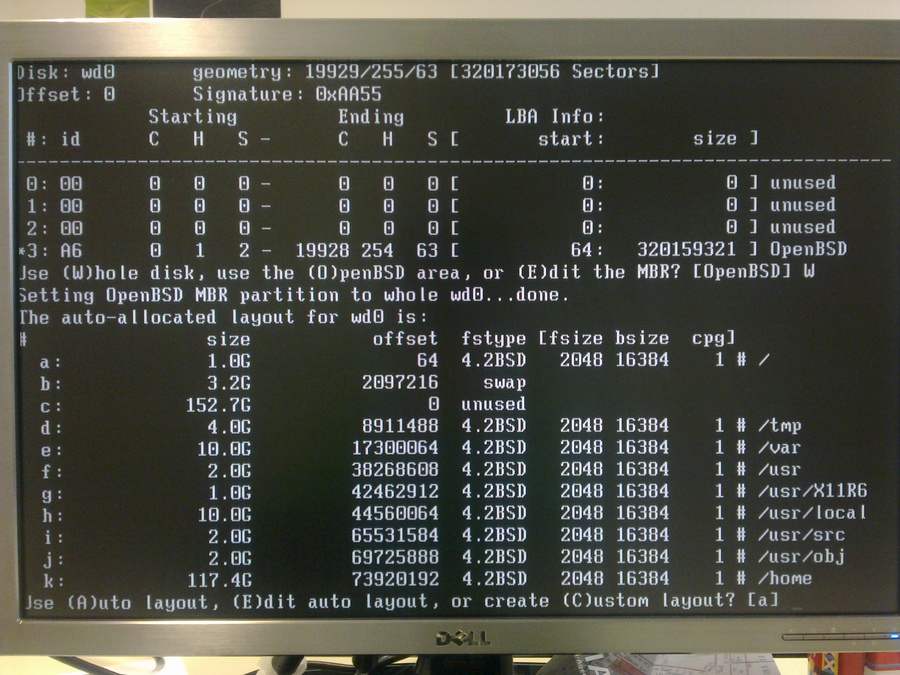 Disk: wd0 geometry: 19929/255/63 [320173056 Sectors]
Offset: 0 Signature: 0xAA55
Starting Ending LBA Info:
#: id C H S - C H S [ start: size ]
-------------------------------------------------------------------------------
0: 00 0 0 0 - 0 0 0 [ 0: 0 ] unused
1: 00 0 0 0 - 0 0 0 [ 0: 0 ] unused
2: 00 0 0 0 - 0 0 0 [ 0: 0 ] unused
*3: A6 0 1 2 - 19928 254 63 [ 64: 320159321 ] OpenBSD
Use (W)hole disk, use the (O)penBSD area, or (E)dit the MBR? [OpenBSD] W
Setting OpenBSD MBR partition to whole wd0...done.
The auto-allocated layout for wd0 is:
# size offset fstype [fsize bsize cpg]
a: 1.0G 64 4.2BSD 2048 16384 1 # /
b: 3.2G 2097216 swap
c: 152.7G 0 unused
d: 4.0G 8911488 4.2BSD 2048 16384 1 # /tmp
e: 10.0G 17300064 4.2BSD 2048 16384 1 # /var
f: 2.0G 38268608 4.2BSD 2048 16384 1 # /usr
g: 1.0G 42462912 4.2BSD 2048 16384 1 # /usr/X11R6
h: 10.0G 44560064 4.2BSD 2048 16384 1 # /usr/local
i: 2.0G 65531584 4.2BSD 2048 16384 1 # /usr/src
j: 2.0G 69725888 4.2BSD 2048 16384 1 # /usr/obj
k: 117.4G 73920192 4.2BSD 2048 16384 1 # /home
Use (A)uto layout, (E)dit auto layout, or create (C)ustom layout? [a]
DELL